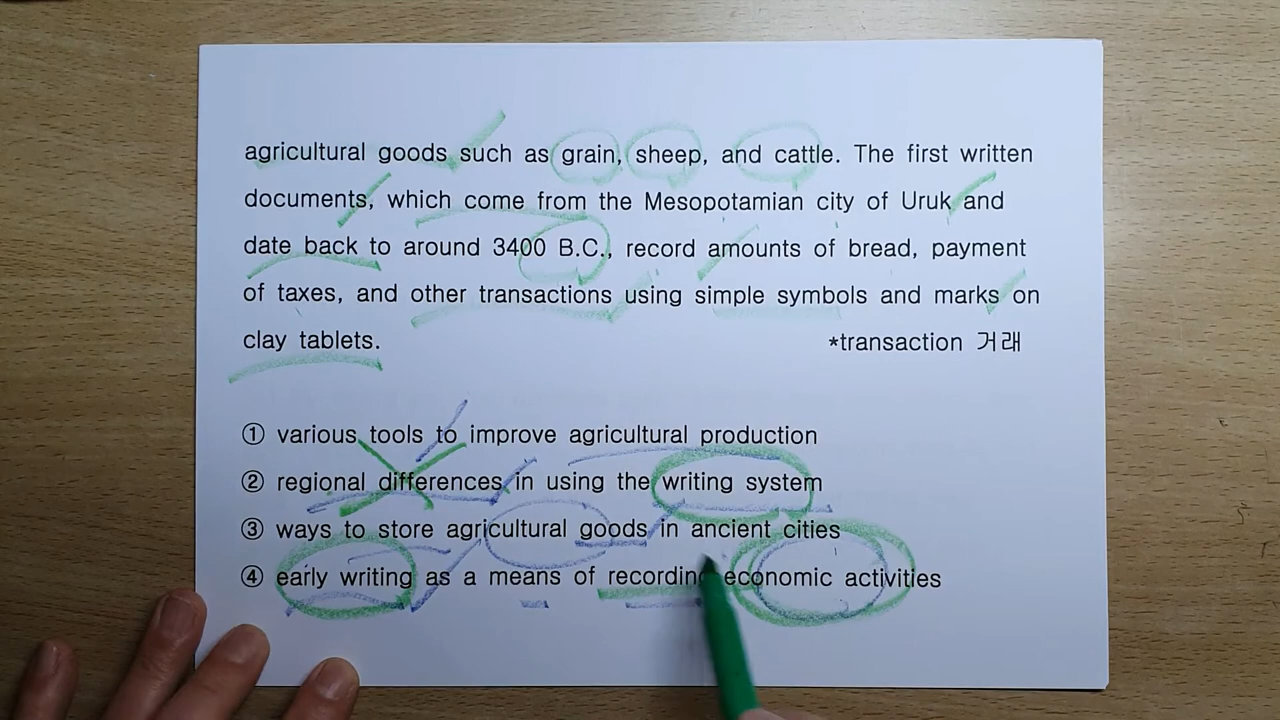 agricultural goods such as grain, sheep, and cattle. The first written
documents, which come from the Mesopotamian city of Uruk and
date back to around 3400 B.C., record amounts of bread, payment
of taxes, and other transactions using simple symbols and marks on
clay tablets. *transaction 거래
① various tools to improve agricultural production
② regional differences in using the writing system
③ ways to store agricultural goods in ancient cities
④ early writing as a means of recording economic activities